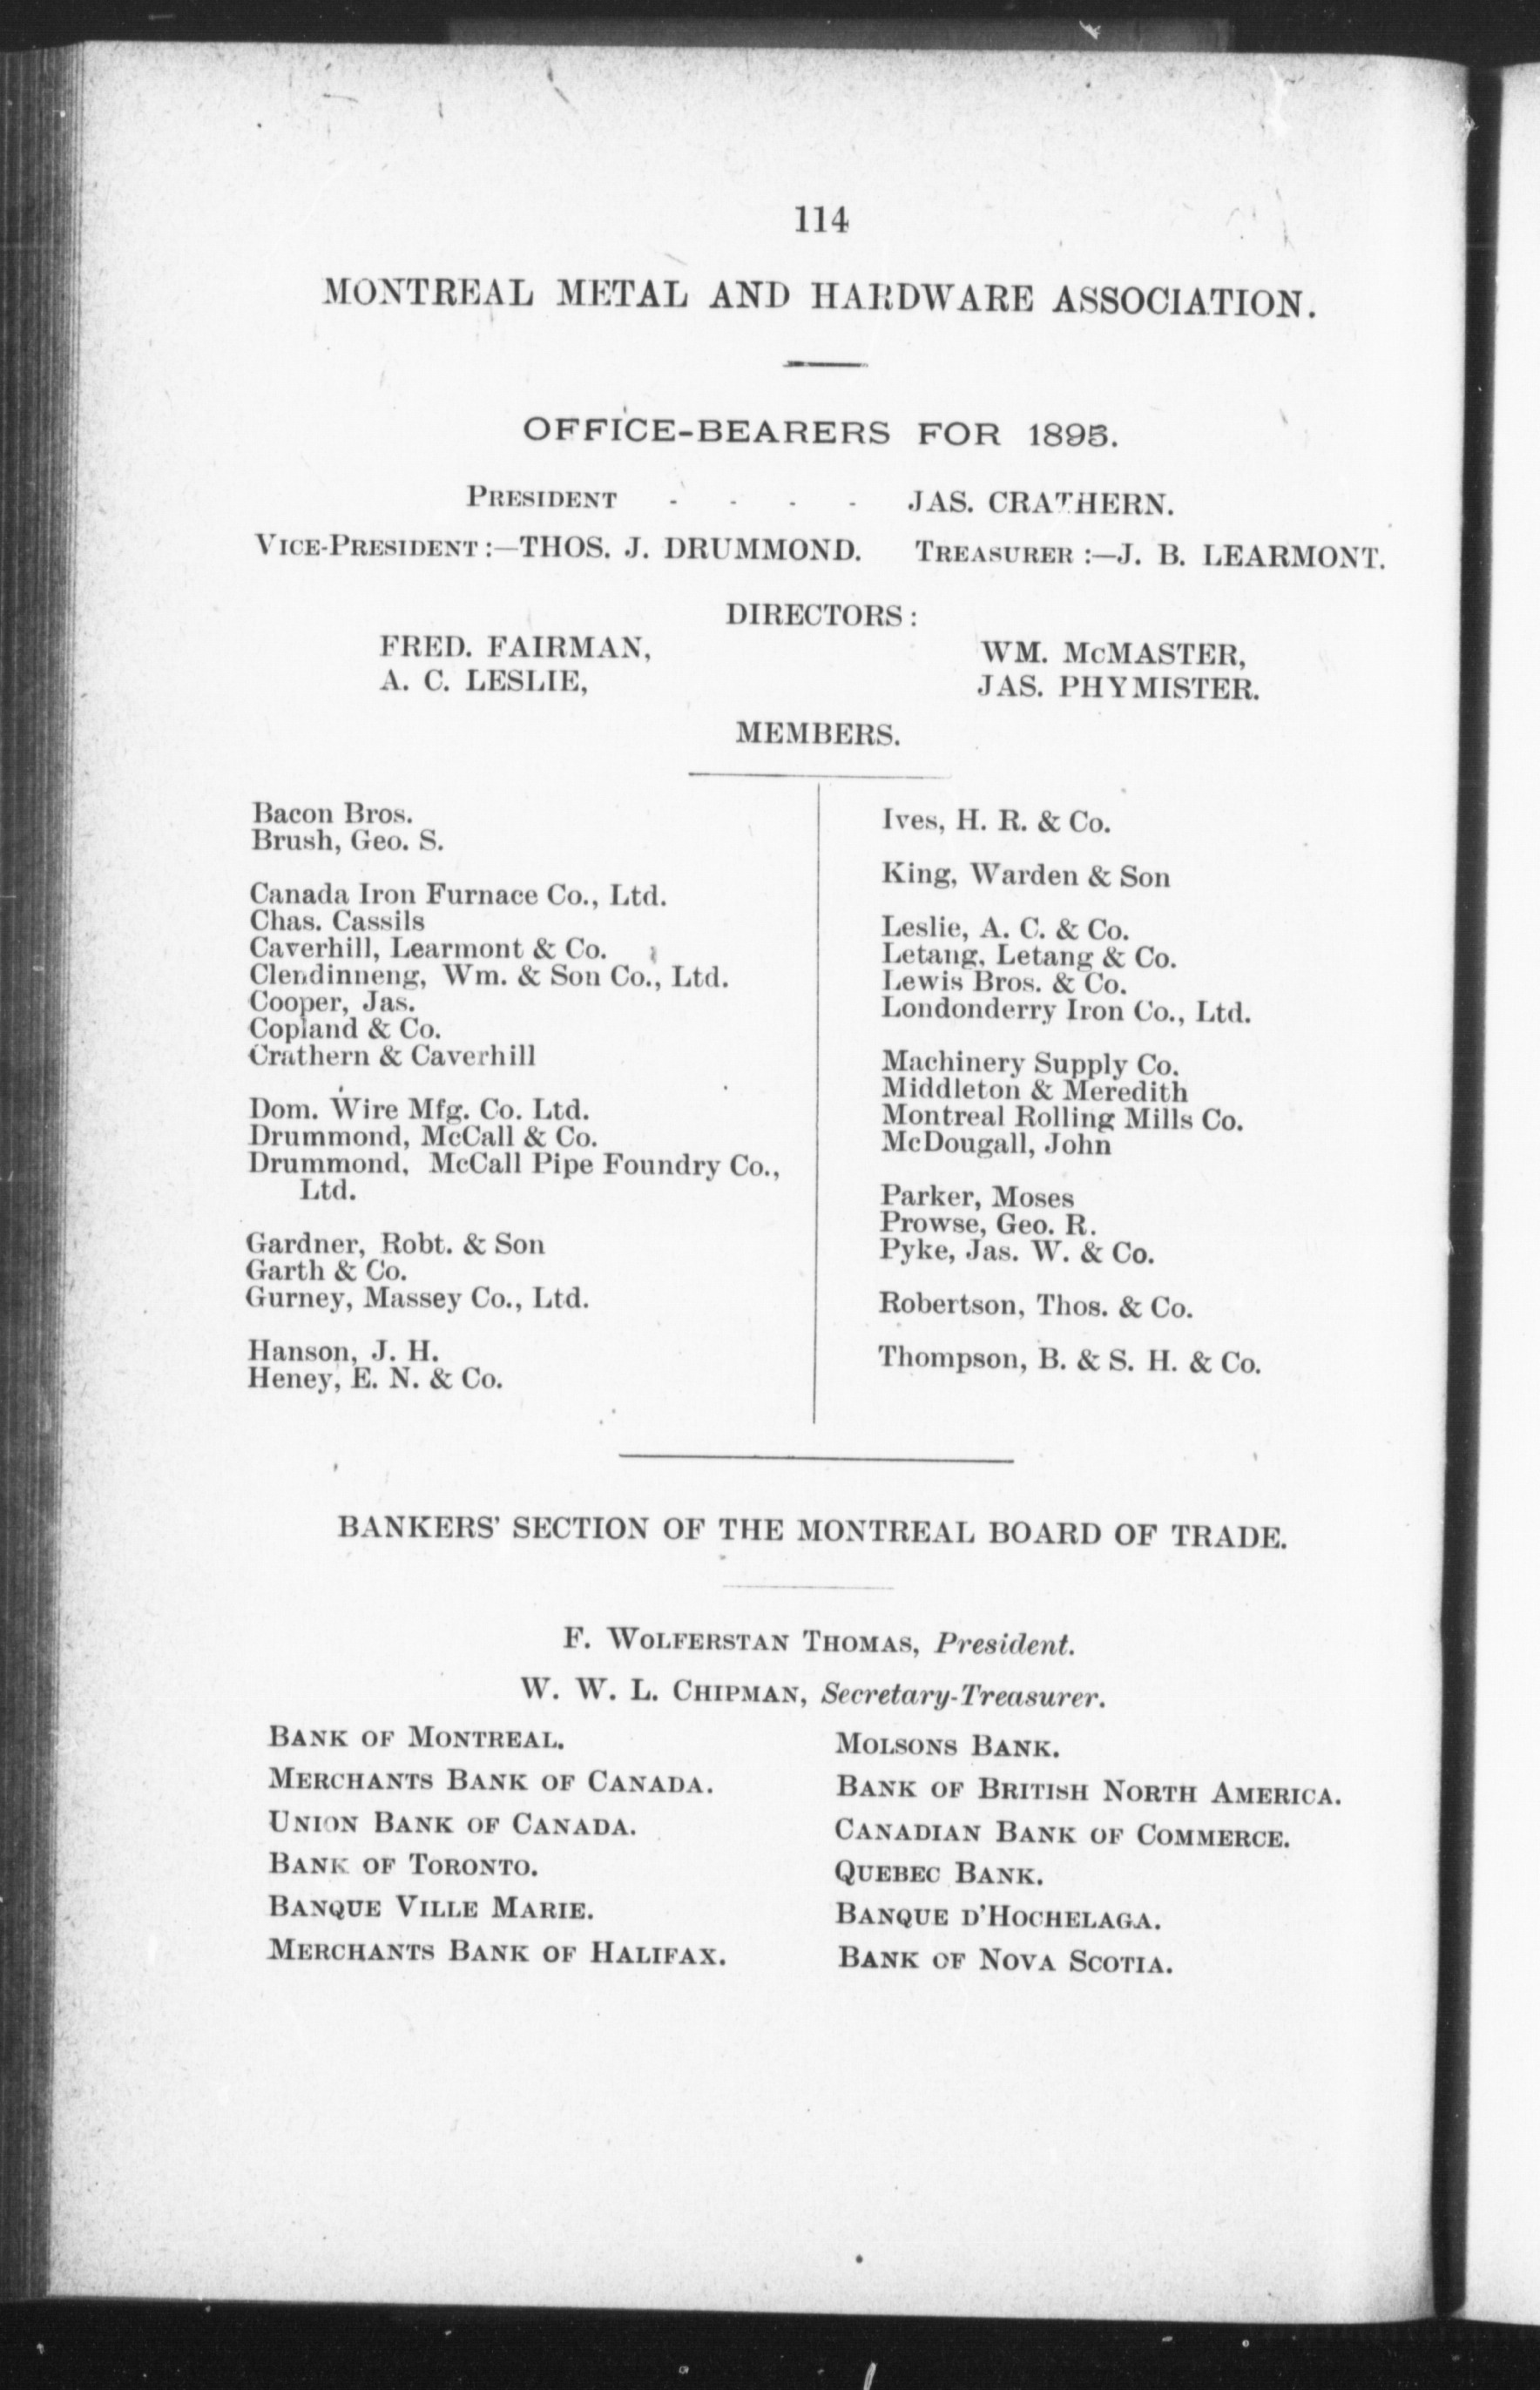 114
MONTREAL METAL AND HARDWARE ASSOCIATION.
OFFICE-BEARERS FOR 1895.
PRESIDENT - - - - JAS. CRATHERN.
VICE-PRESIDENT :—THOS. J. DRUMMOND. TREASURER :—J. B. LEARMONT.
DIRECTORS :
FRED. FAIRMAN, WM. McMASTER,
A. C. LESLIE, JAS. PHYMISTER.
MEMBERS.
Bacon Bros.
Brush, Geo. S.
Canada Iron Furnace Co., Ltd.
Chas. Cassils
Caverhill, Learmont & Co.
Clendinneng, Wm. & Son Co., Ltd.
Cooper, Jas.
Copland & Co.
Crathern & Caverhill
Dom. Wire Mfg. Co. Ltd.
Drummond, McCall & Co.
Drummond, McCall Pipe Foundry Co.,
Ltd.
Gardner, Robt. & Son
Garth & Co.
Gurney, Massey Co., Ltd.
Hanson, J. H.
Heney, E. N. & Co.
Ives, H. R. & Co.
King, Warden & Son
Leslie, A. C. & Co.
Letang, Letang & Co.
Lewis Bros. & Co.
Londonderry Iron Co., Ltd.
Machinery Supply Co.
Middleton & Meredith
Montreal Rolling Mills Co.
McDougall, John
Parker, Moses
Prowse, Geo. R.
Pyke, Jas. W. & Co.
Robertson, Thos. & Co.
Thompson, B. & S. H. & Co.
BANKERS' SECTION OF THE MONTREAL BOARD OF TRADE.
F. WOLFERSTAN THOMAS, President.
W. W. L. CHIPMAN, Secretary-Treasurer.
BANK OF MONTREAL. MOLSONS BANK.
MERCHANTS BANK OF CANADA. BANK OF BRITISH NORTH AMERICA.
UNION BANK OF CANADA. CANADIAN BANK OF COMMERCE.
BANK OF TORONTO. QUEBEC BANK.
BANQUE VILLE MARIE. BANQUE D'HOCHELAGA.
MERCHANTS BANK OF HALIFAX. BANK OF NOVA SCOTIA.